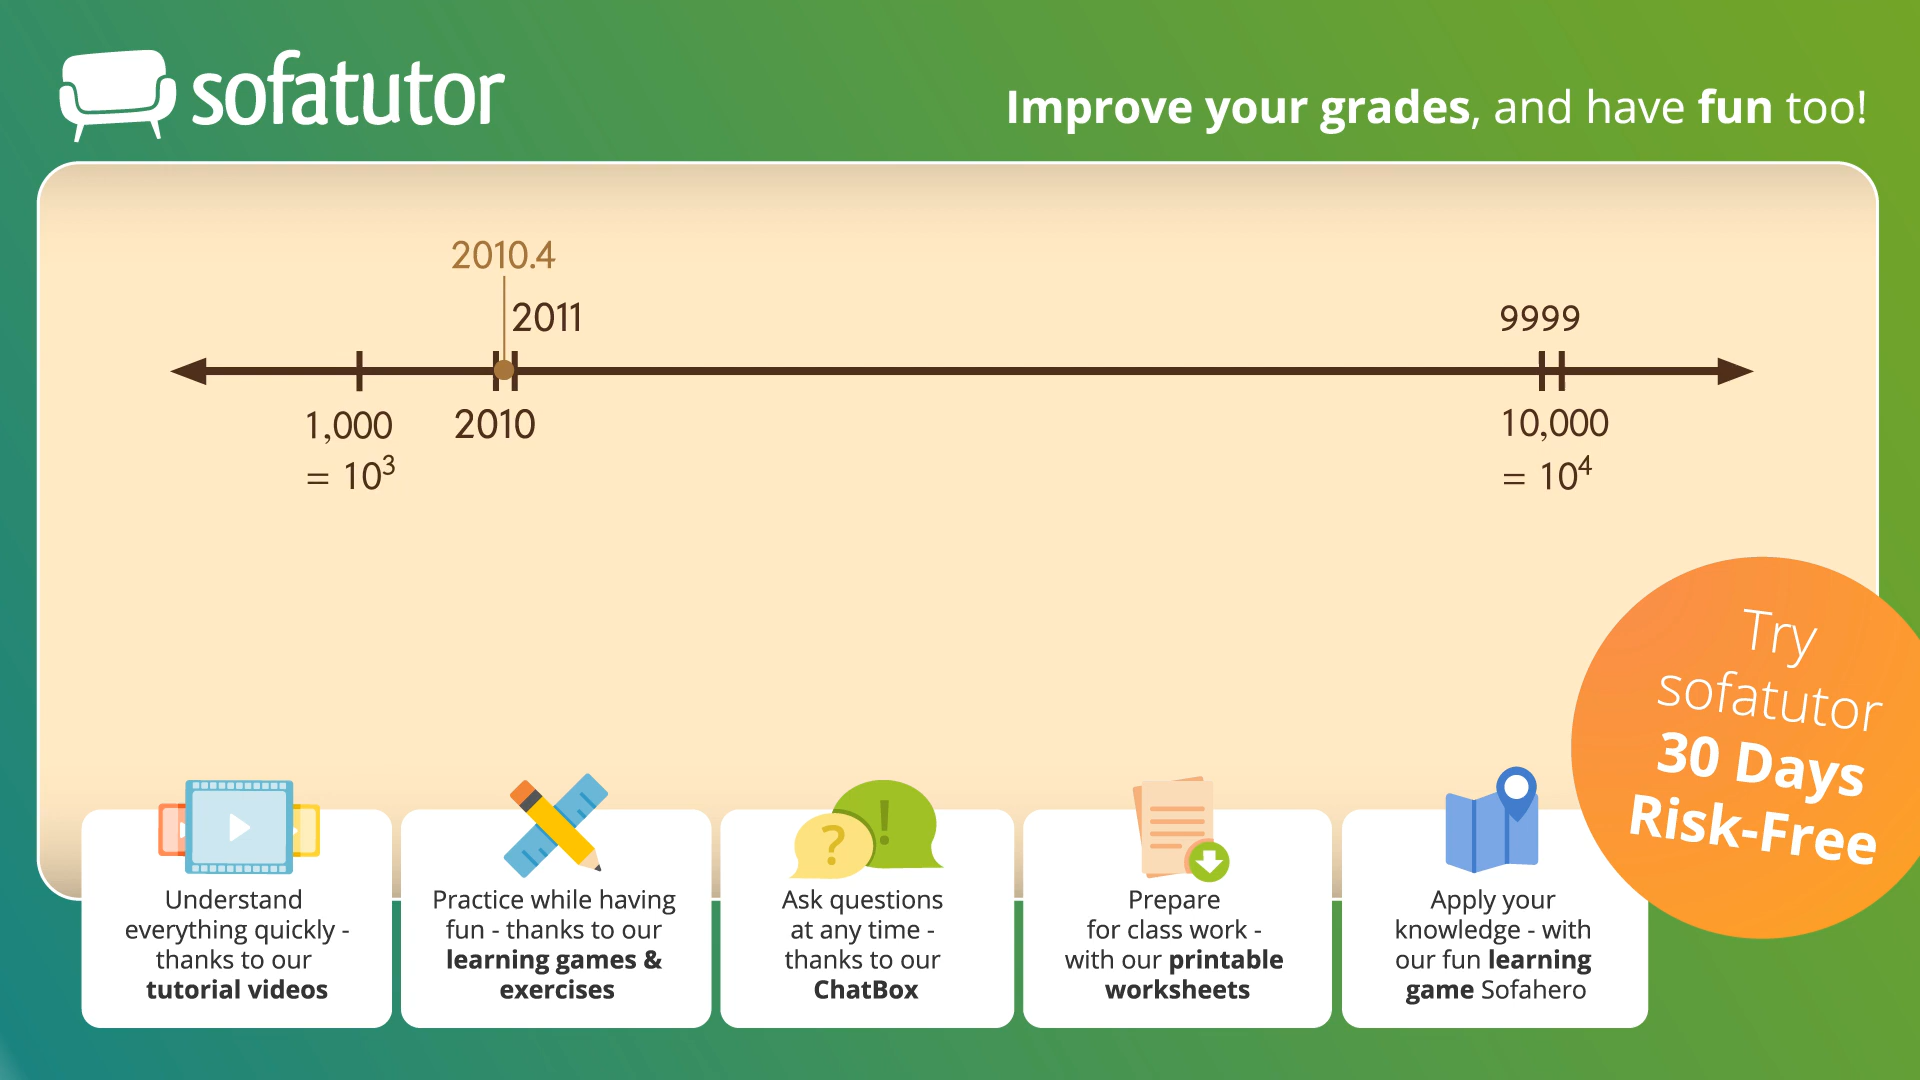 sofatutor
Improve your grades, and have fun too!
2010.4
2011
9999
1,000
2010
10,000
= 10³
= 10⁴
Try
sofatutor
30 Days
Risk-Free
?
!
Understand
everything quickly -
thanks to our
tutorial videos
Practice while having
fun - thanks to our
learning games &
exercises
Ask questions
at any time -
thanks to our
ChatBox
Prepare
for class work -
with our printable
worksheets
Apply your
knowledge - with
our fun learning
game Sofahero